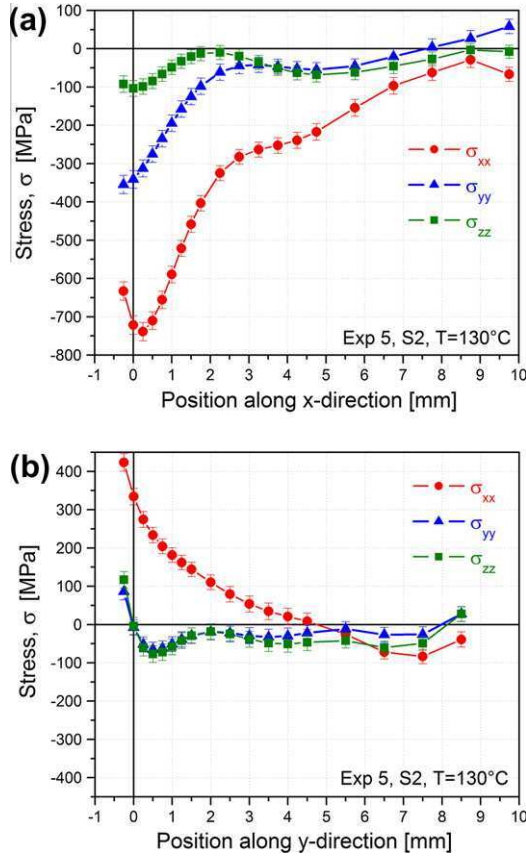 (a)
100
0
-100
-200
-300
-400
-500
-600
-700
-800
Stress, σ [MPa]
σxx
σyy
σzz
Exp 5, S2, T=130°C
-1 0 1 2 3 4 5 6 7 8 9 10
Position along x-direction [mm]
(b)
400
300
200
100
0
-100
-200
-300
-400
Stress, σ [MPa]
σxx
σyy
σzz
Exp 5, S2, T=130°C
-1 0 1 2 3 4 5 6 7 8 9 10
Position along y-direction [mm]